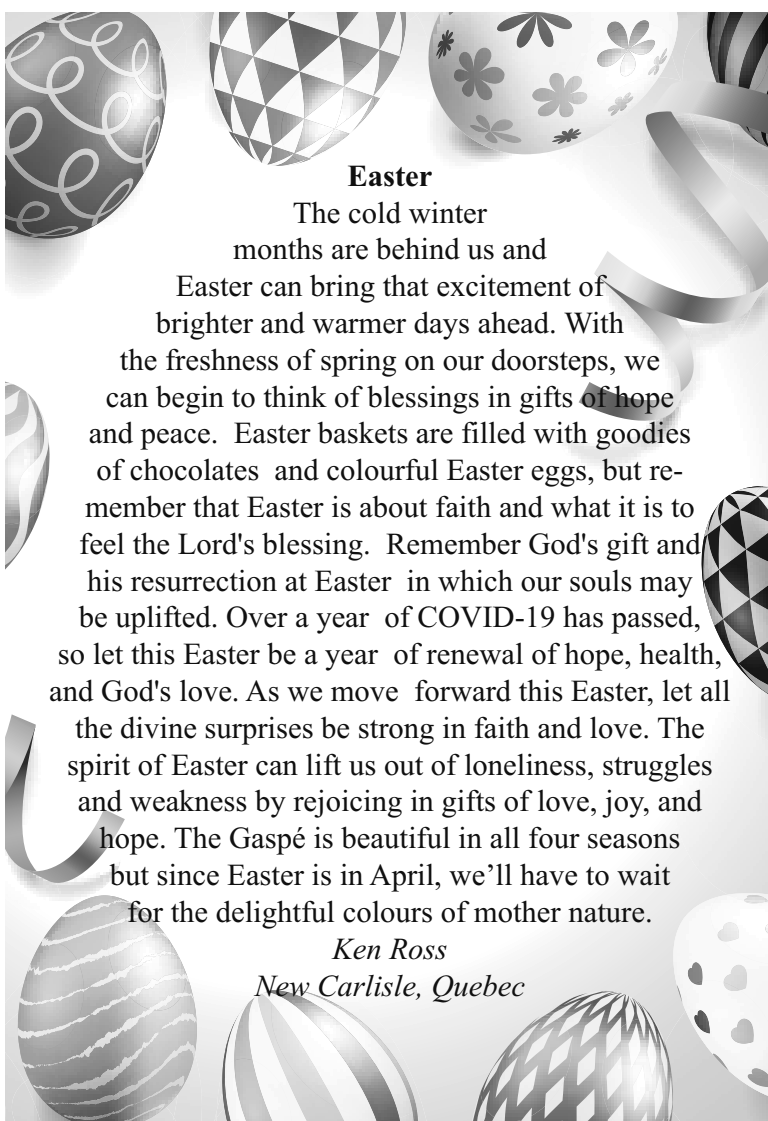 Easter
The cold winter
months are behind us and
Easter can bring that excitement of
brighter and warmer days ahead. With
the freshness of spring on our doorsteps, we
can begin to think of blessings in gifts of hope
and peace.  Easter baskets are filled with goodies
of chocolates  and colourful Easter eggs, but re-
member that Easter is about faith and what it is to
feel the Lord's blessing.  Remember God's gift and
his resurrection at Easter  in which our souls may
be uplifted. Over a year  of COVID-19 has passed,
so let this Easter be a year  of renewal of hope, health,
and God's love. As we move  forward this Easter, let all
the divine surprises be strong in faith and love. The
spirit of Easter can lift us out of loneliness, struggles
and weakness by rejoicing in gifts of love, joy, and
hope. The Gaspé is beautiful in all four seasons
but since Easter is in April, we’ll have to wait
for the delightful colours of mother nature.
Ken Ross
New Carlisle, Quebec